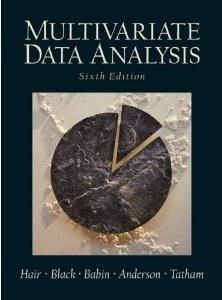 MULTIVARIATE
DATA ANALYSIS
Sixth Edition
Hair · Black · Babin · Anderson · Tatham